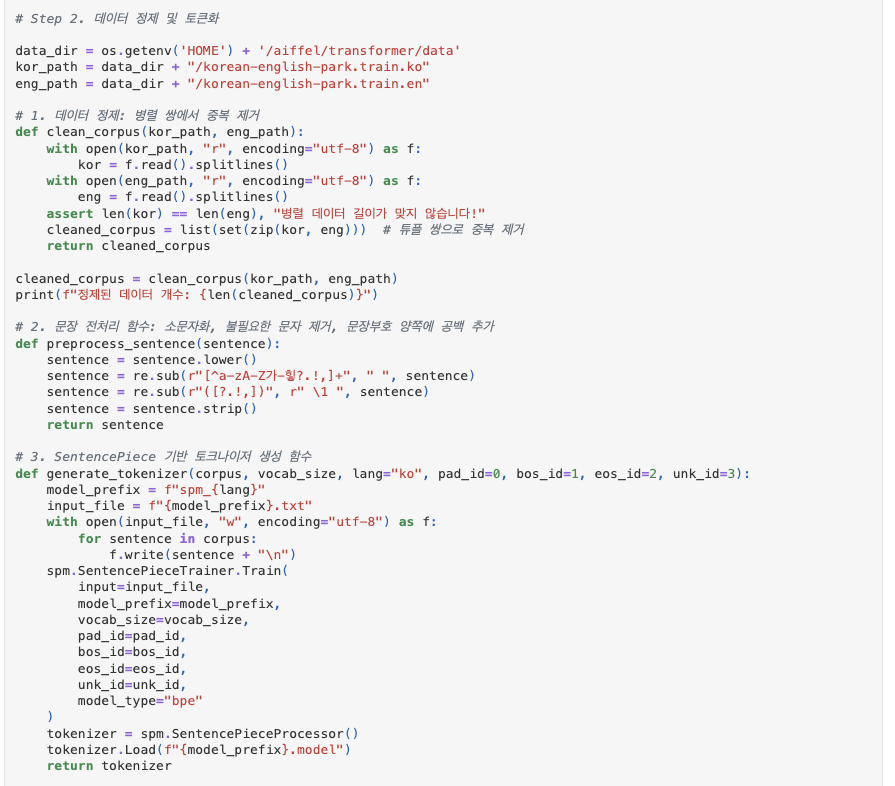 # Step 2. 데이터 정제 및 토큰화

data_dir = os.getenv('HOME') + '/aiffel/transformer/data'
kor_path = data_dir + "/korean-english-park.train.ko"
eng_path = data_dir + "/korean-english-park.train.en"

# 1. 데이터 정제: 병렬 쌍에서 중복 제거
def clean_corpus(kor_path, eng_path):
    with open(kor_path, "r", encoding="utf-8") as f:
        kor = f.read().splitlines()
    with open(eng_path, "r", encoding="utf-8") as f:
        eng = f.read().splitlines()
    assert len(kor) == len(eng), "병렬 데이터 길이가 맞지 않습니다!"
    cleaned_corpus = list(set(zip(kor, eng)))  # 튜플 쌍으로 중복 제거
    return cleaned_corpus

cleaned_corpus = clean_corpus(kor_path, eng_path)
print(f"정제된 데이터 개수: {len(cleaned_corpus)}")

# 2. 문장 전처리 함수: 소문자화, 불필요한 문자 제거, 문장부호 양쪽에 공백 추가
def preprocess_sentence(sentence):
    sentence = sentence.lower()
    sentence = re.sub(r"[^a-zA-Z가-힣?.!,]+", " ", sentence)
    sentence = re.sub(r"([?.!,])", r" \1 ", sentence)
    sentence = sentence.strip()
    return sentence

# 3. SentencePiece 기반 토크나이저 생성 함수
def generate_tokenizer(corpus, vocab_size, lang="ko", pad_id=0, bos_id=1, eos_id=2, unk_id=3):
    model_prefix = f"spm_{lang}"
    input_file = f"{model_prefix}.txt"
    with open(input_file, "w", encoding="utf-8") as f:
        for sentence in corpus:
            f.write(sentence + "\n")
    spm.SentencePieceTrainer.Train(
        input=input_file,
        model_prefix=model_prefix,
        vocab_size=vocab_size,
        pad_id=pad_id,
        bos_id=bos_id,
        eos_id=eos_id,
        unk_id=unk_id,
        model_type="bpe"
    )
    tokenizer = spm.SentencePieceProcessor()
    tokenizer.Load(f"{model_prefix}.model")
    return tokenizer